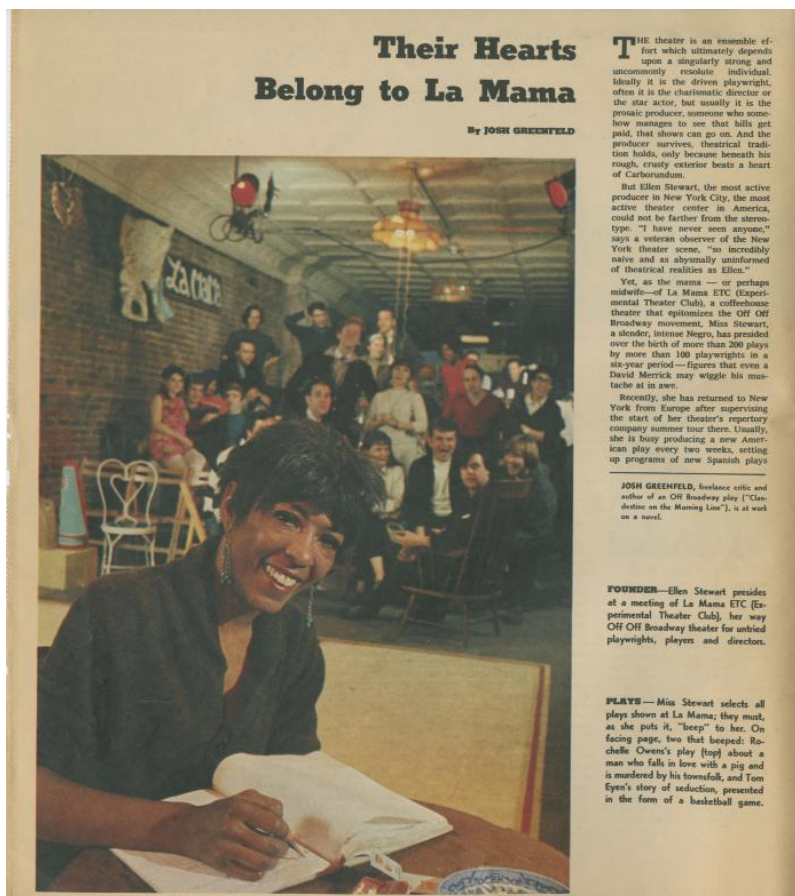 Their Hearts
Belong to La Mama
By JOSH GREENFELD
La MaMa
THE theater is an ensemble ef-
fort which ultimately depends
upon a singularly strong and
uncommonly resolute individual.
Ideally it is the driven playwright,
often it is the charismatic director or
the star actor, but usually it is the
prosaic producer, someone who some-
how manages to see that bills get
paid, that shows can go on. And the
producer survives, theatrical tradi-
tion holds, only because beneath his
rough, crusty exterior beats a heart
of Carborundum.
But Ellen Stewart, the most active
producer in New York City, the most
active theater center in America,
could not be farther from the stereo-
type. "I have never seen anyone,"
says a veteran observer of the New
York theater scene, "so incredibly
naive and as abysmally uninformed
of theatrical realities as Ellen."
Yet, as the mama — or perhaps
midwife—of La Mama ETC (Experi-
mental Theater Club), a coffeehouse
theater that epitomizes the Off Off
Broadway movement, Miss Stewart,
a slender, intense Negro, has presided
over the birth of more than 200 plays
by more than 100 playwrights in a
six-year period—figures that even a
David Merrick may wiggle his mus-
tache at in awe.
Recently, she has returned to New
York from Europe after supervising
the start of her theater's repertory
company summer tour there. Usually,
she is busy producing a new Amer-
ican play every two weeks, setting
up programs of new Spanish plays
JOSH GREENFELD, freelance critic and
author of an Off Broadway play ("Clan-
destine on the Morning Line"), is at work
on a novel.
FOUNDER—Ellen Stewart presides
at a meeting of La Mama ETC (Ex-
perimental Theater Club), her way
Off Off Broadway theater for untried
playwrights, players and directors.
PLAYS — Miss Stewart selects all
plays shown at La Mama; they must,
as she puts it, "beep" to her. On
facing page, two that beeped: Ro-
chelle Owens's play (top) about a
man who falls in love with a pig and
is murdered by his townsfolk, and Tom
Eyen's story of seduction, presented
in the form of a basketball game.